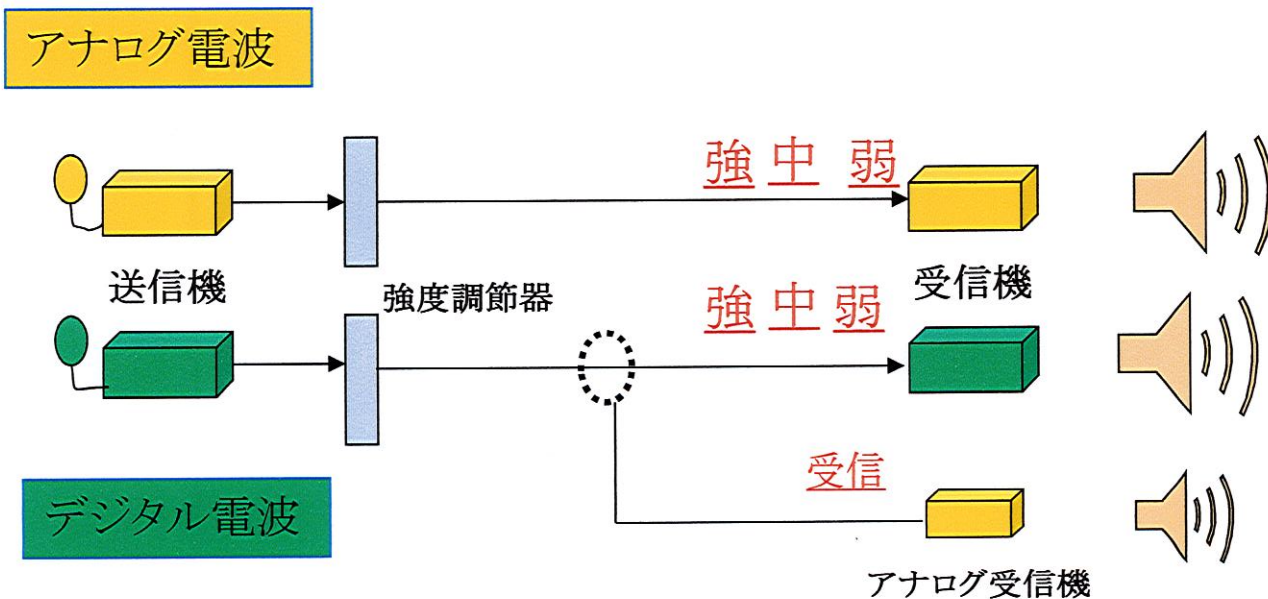 アナログ電波
強 中 弱
送信機
強度調節器
受信機
強 中 弱
受信
デジタル電波
アナログ受信機